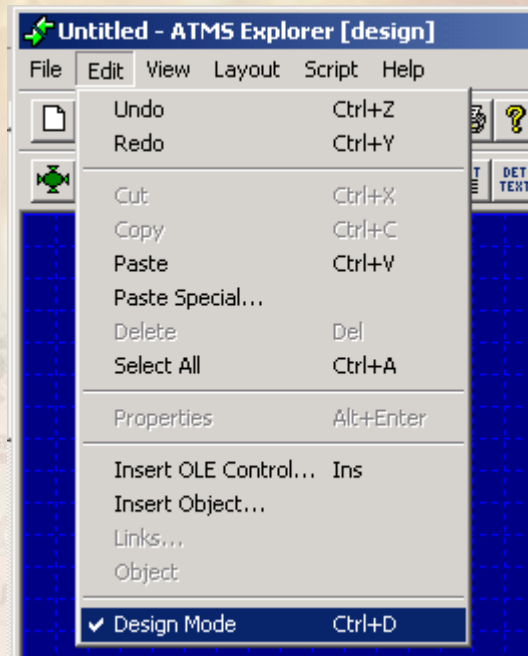 Untitled - ATMS Explorer [design]
File Edit View Layout Script Help
Undo Ctrl+Z
Redo Ctrl+Y
Cut Ctrl+X
Copy Ctrl+C
Paste Ctrl+V
Paste Special...
Delete Del
Select All Ctrl+A
Properties Alt+Enter
Insert OLE Control... Ins
Insert Object...
Links...
Object
Design Mode Ctrl+D
DET
TEXT